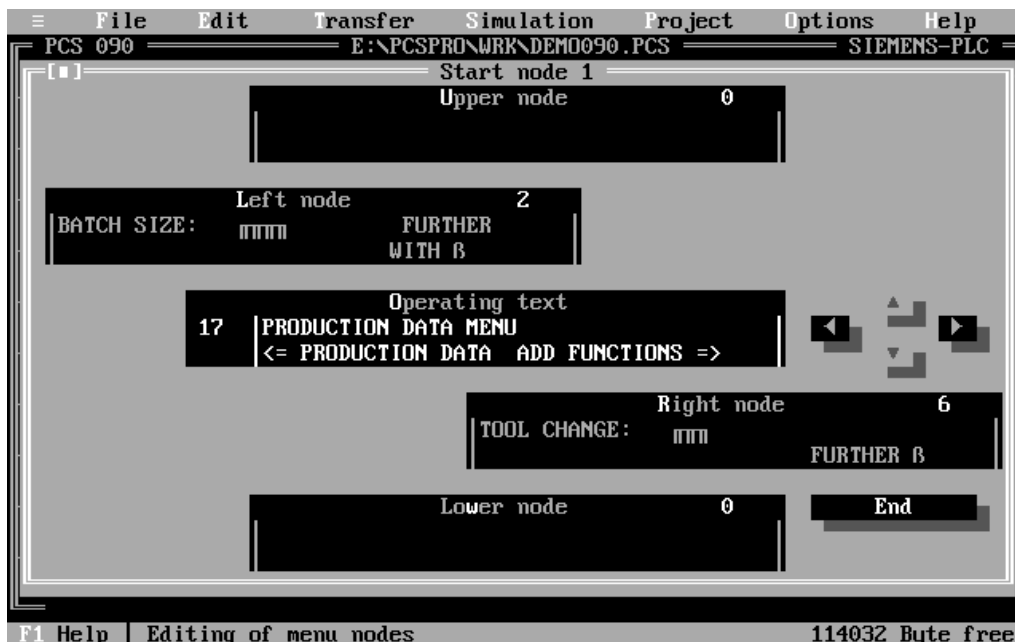 ≡ File Edit Transfer Simulation Project Options Help
PCS 090 E:\PCSPRO\WRK\DEMO090.PCS SIEMENS-PLC
Start node 1
Upper node 0
Left node 2
BATCH SIZE: FURTHER
WITH ß
Operating text
17 PRODUCTION DATA MENU
<= PRODUCTION DATA ADD FUNCTIONS =>
Right node 6
TOOL CHANGE:
FURTHER ß
Lower node 0
End
F1 Help | Editing of menu nodes 114032 Byte free